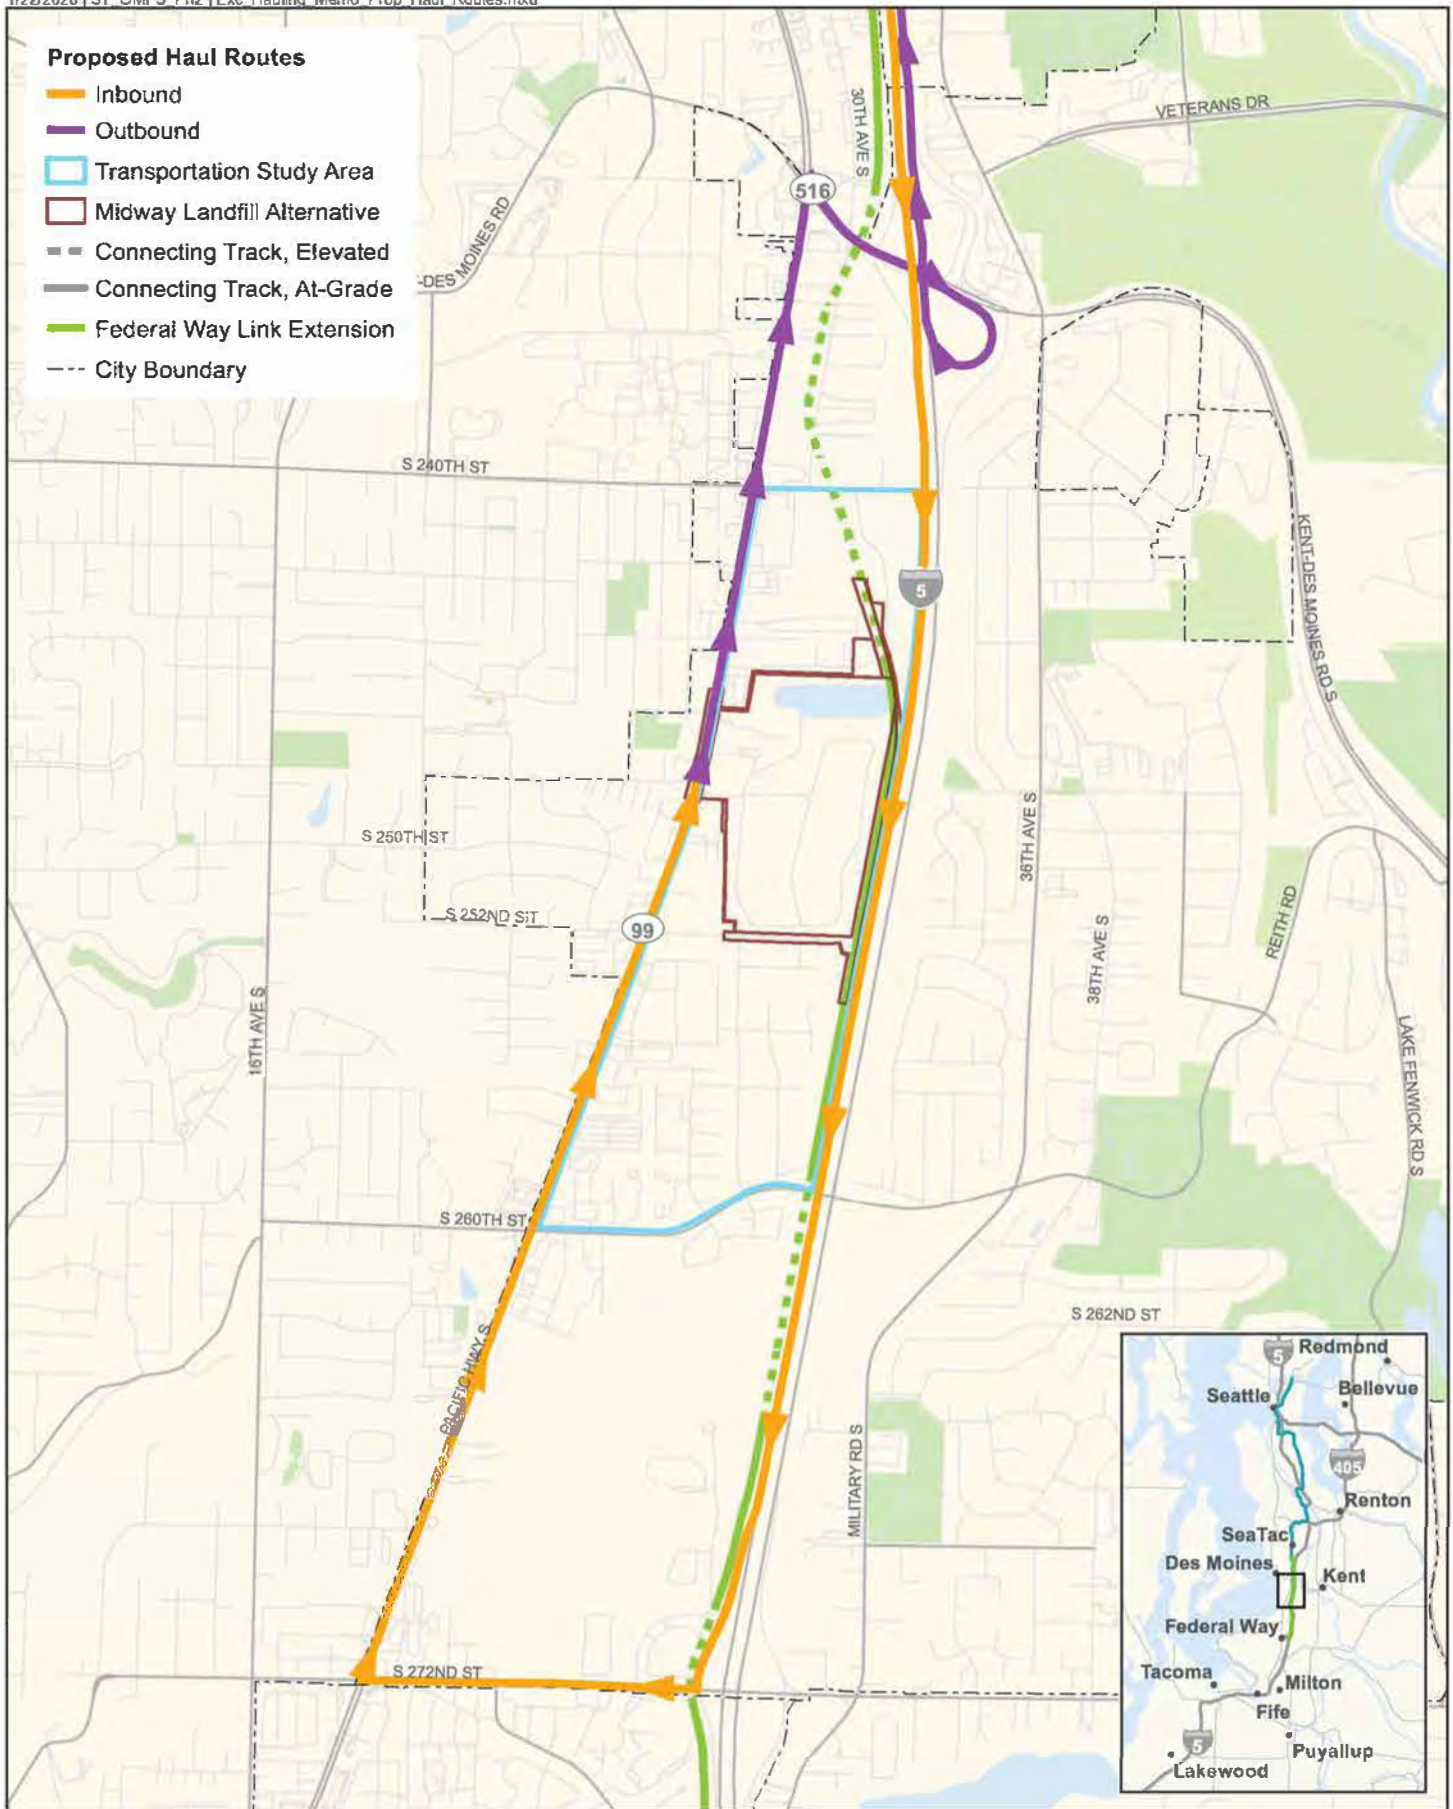 Proposed Haul Routes
Inbound
Outbound
Transportation Study Area
Midway Landfill Alternative
Connecting Track, Elevated
Connecting Track, At-Grade
Federal Way Link Extension
City Boundary
30TH AVE S
VETERANS DR
516
-DES MOINES RD
S 240TH ST
5
KENT-DES MOINES RD S
S 250TH ST
36TH AVE S
S 252ND ST
99
REITH RD
38TH AVE S
16TH AVE S
LAKE FENWICK RD S
S 260TH ST
S 262ND ST
PACIFIC HWY S
MILITARY RD S
S 272ND ST
5
Redmond
Seattle
Bellevue
405
Renton
SeaTac
Des Moines
Kent
Federal Way
Tacoma
Milton
Fife
5
Puyallup
Lakewood